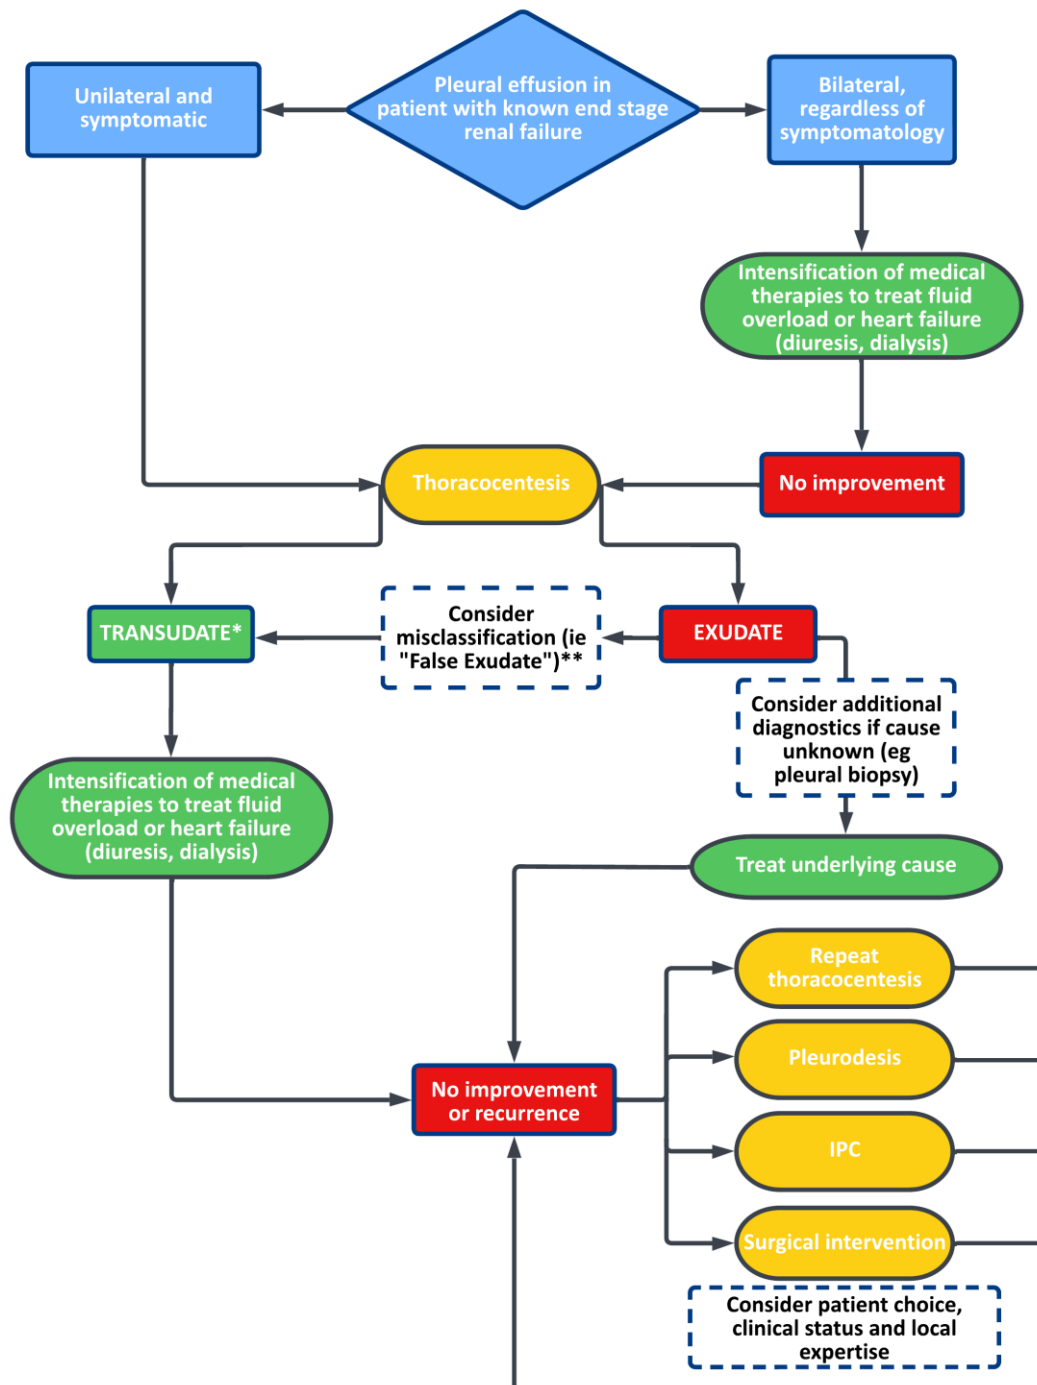 Pleural effusion in
patient with known end stage
renal failure
Unilateral and
symptomatic
Bilateral,
regardless of
symptomatology
Intensification of medical
therapies to treat fluid
overload or heart failure
(diuresis, dialysis)
No improvement
Thoracocentesis
TRANSUDATE*
Consider
misclassification (ie
"False Exudate")**
EXUDATE
Consider additional
diagnostics if cause
unknown (eg
pleural biopsy)
Intensification of medical
therapies to treat fluid
overload or heart failure
(diuresis, dialysis)
Treat underlying cause
No improvement
or recurrence
Repeat
thoracocentesis
Pleurodesis
IPC
Surgical intervention
Consider patient choice,
clinical status and local
expertise